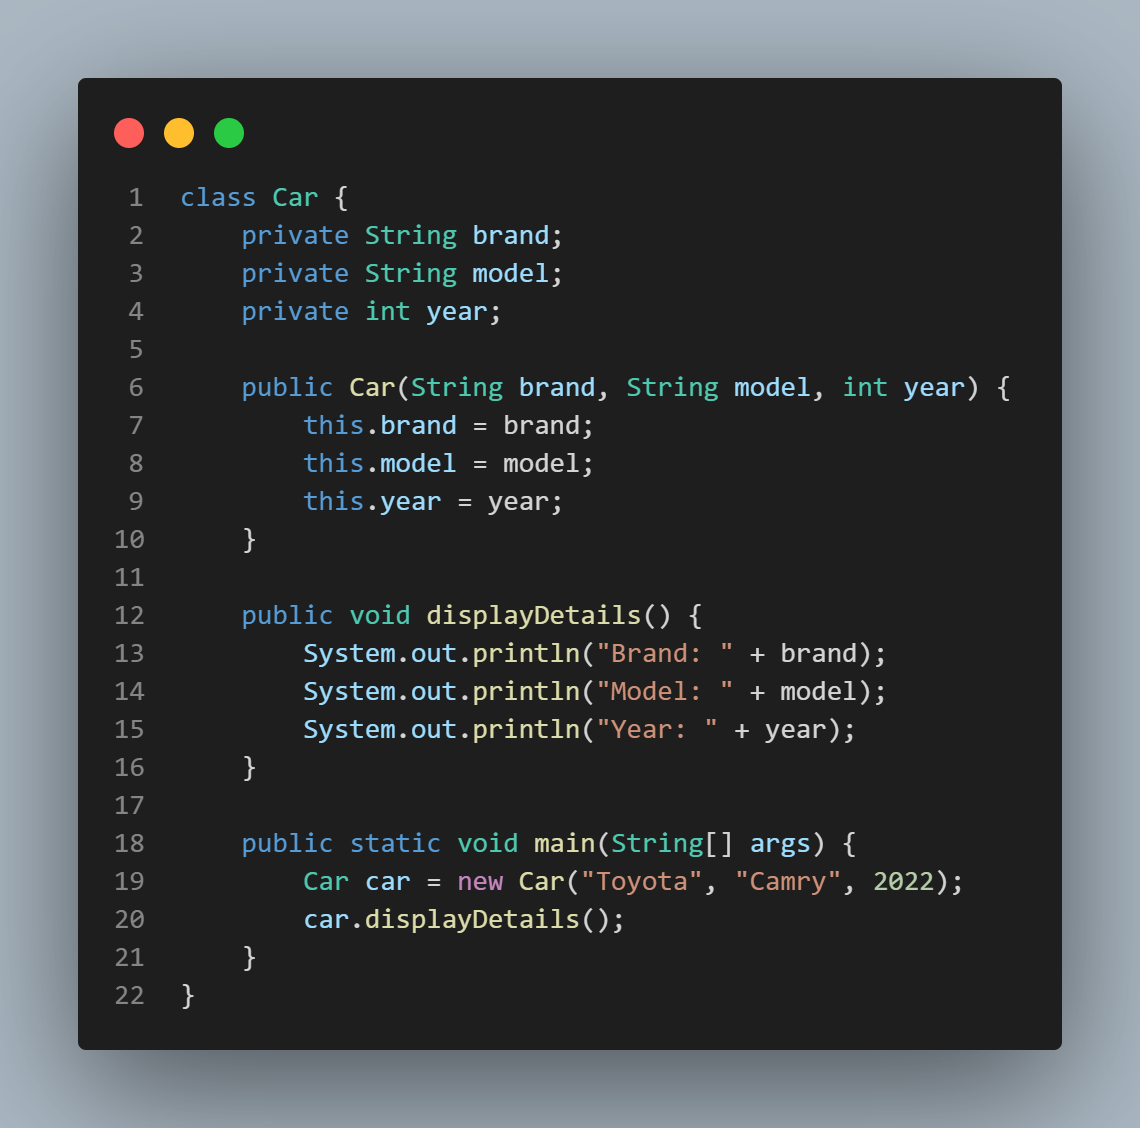 1 class Car {
2     private String brand;
3     private String model;
4     private int year;
5
6     public Car(String brand, String model, int year) {
7         this.brand = brand;
8         this.model = model;
9         this.year = year;
10     }
11
12     public void displayDetails() {
13         System.out.println("Brand: " + brand);
14         System.out.println("Model: " + model);
15         System.out.println("Year: " + year);
16     }
17
18     public static void main(String[] args) {
19         Car car = new Car("Toyota", "Camry", 2022);
20         car.displayDetails();
21     }
22 }